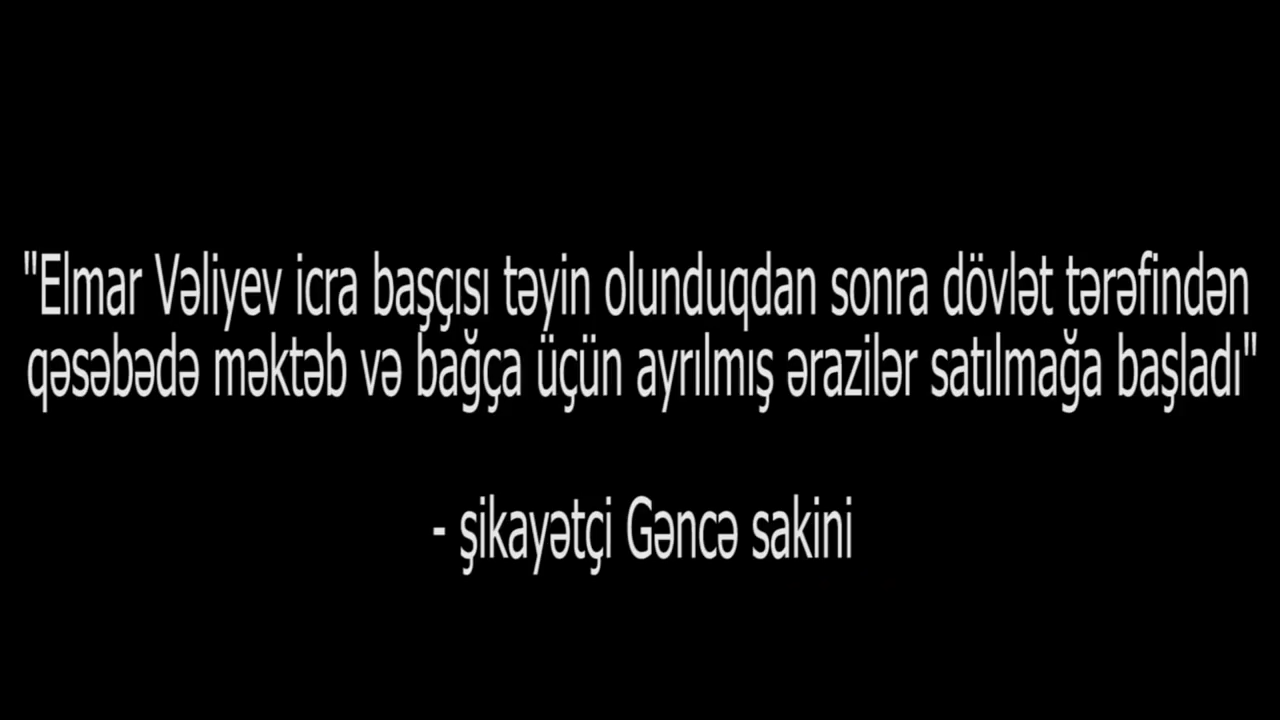 "Elmar Vəliyev icra başçısı təyin olunduqdan sonra dövlət tərəfindən
qəsəbədə məktəb və bağça üçün ayrılmış ərazilər satılmağa başladı"
- şikayətçi Gəncə sakini